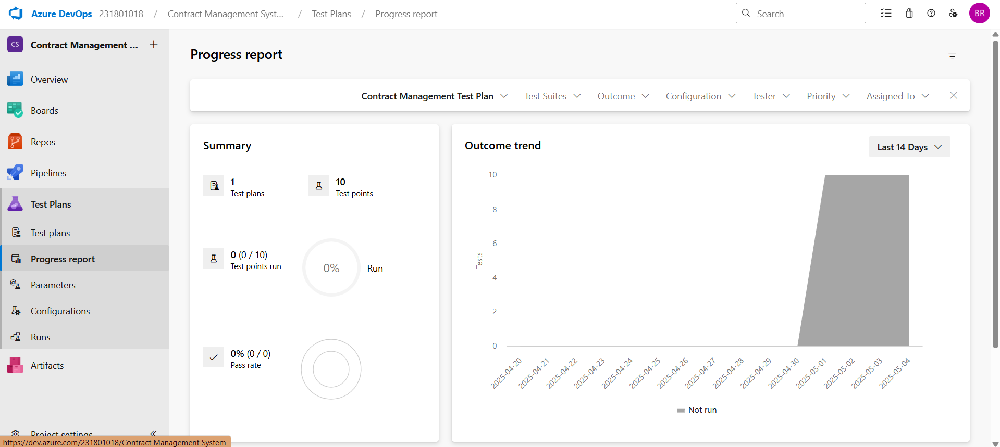 Azure DevOps 231801018 / Contract Management Syst... / Test Plans / Progress report
Search
BR
CS Contract Management ... +
Overview
Boards
Repos
Pipelines
Test Plans
Test plans
Progress report
Parameters
Configurations
Runs
Artifacts
Project settings
https://dev.azure.com/231801018/Contract Management System
Progress report
Contract Management Test Plan Test Suites Outcome Configuration Tester Priority Assigned To
Summary
1
Test plans
10
Test points
0 (0 / 10)
Test points run
0%
Run
0% (0 / 0)
Pass rate
Outcome trend
Last 14 Days
10
8
6
4
2
0
Tests
2025-04-20
2025-04-21
2025-04-22
2025-04-23
2025-04-24
2025-04-25
2025-04-26
2025-04-27
2025-04-28
2025-04-29
2025-04-30
2025-05-01
2025-05-02
2025-05-03
2025-05-04
Not run